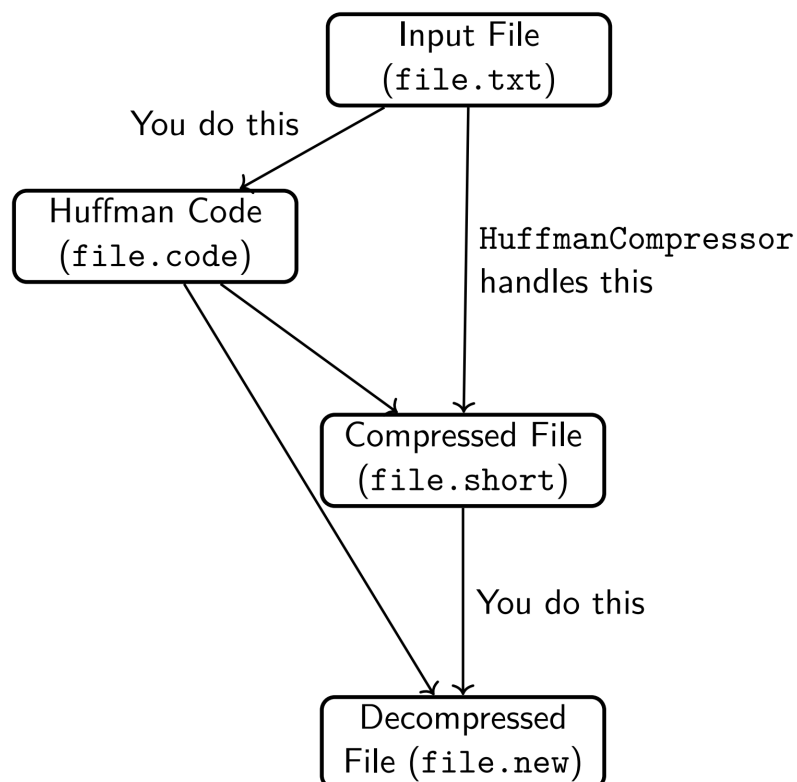 Input File
(file.txt)
You do this
Huffman Code
(file.code)
HuffmanCompressor
handles this
Compressed File
(file.short)
You do this
Decompressed
File (file.new)